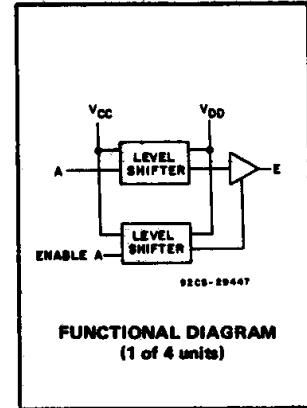 VCC VDD
LEVEL
SHIFTER
A E
LEVEL
SHIFTER
ENABLE A
92CS-29447
FUNCTIONAL DIAGRAM
(1 of 4 units)